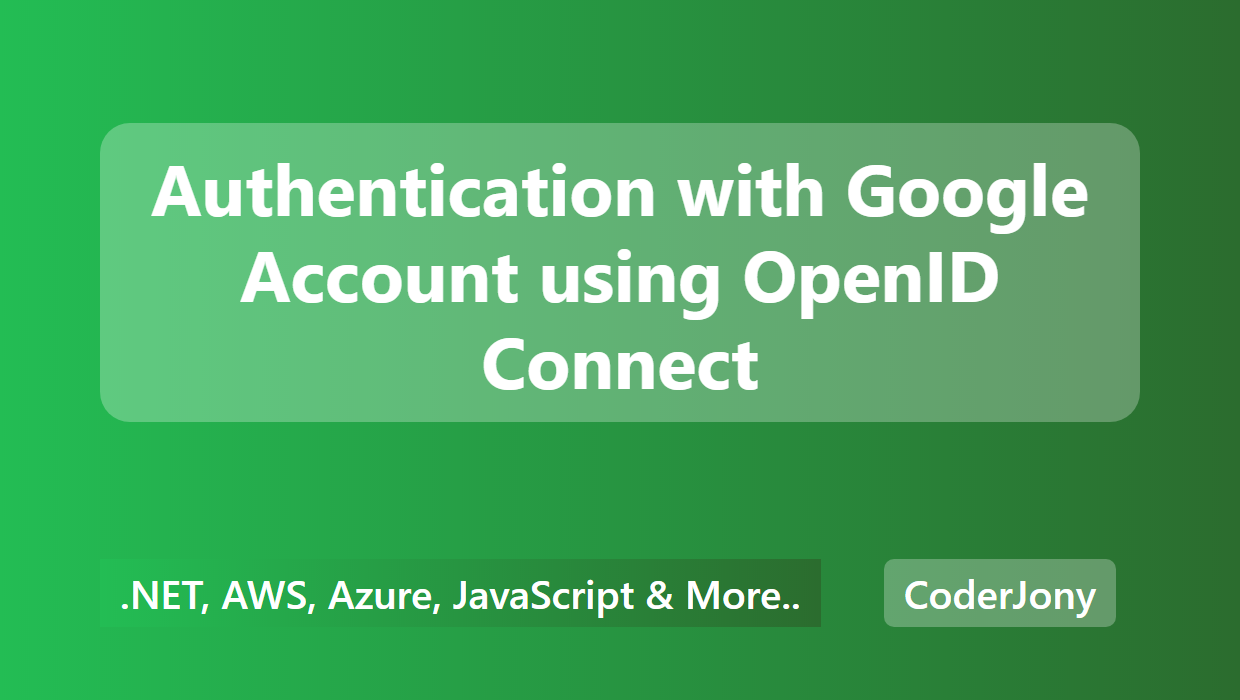 Authentication with Google
Account using OpenID
Connect
.NET, AWS, Azure, JavaScript & More..
CoderJony